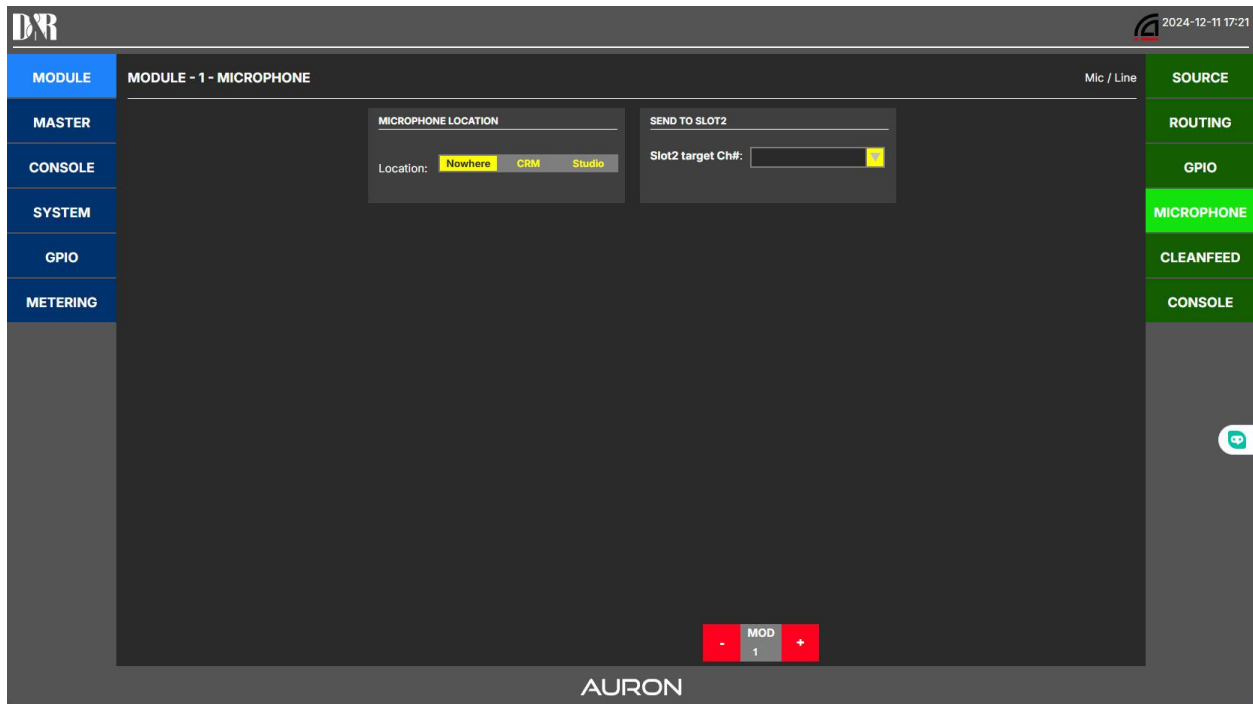 D&R
2024-12-11 17:21
MODULE
MASTER
CONSOLE
SYSTEM
GPIO
METERING
MODULE - 1 - MICROPHONE
Mic / Line
MICROPHONE LOCATION
Location: Nowhere CRM Studio
SEND TO SLOT2
Slot2 target Ch#:
- MOD +
1
SOURCE
ROUTING
GPIO
MICROPHONE
CLEANFEED
CONSOLE
AURON